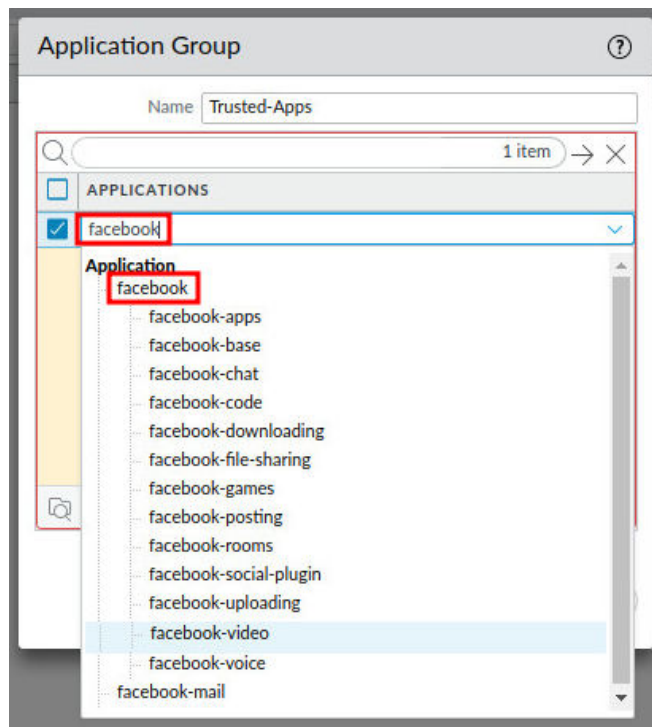 Application Group
?
Name Trusted-Apps
1 item
APPLICATIONS
facebook
Application
facebook
facebook-apps
facebook-base
facebook-chat
facebook-code
facebook-downloading
facebook-file-sharing
facebook-games
facebook-posting
facebook-rooms
facebook-social-plugin
facebook-uploading
facebook-video
facebook-voice
facebook-mail